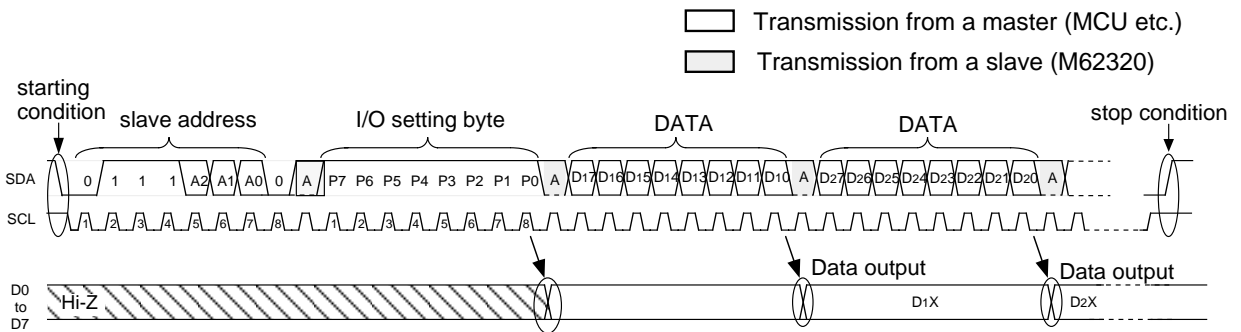 Transmission from a master (MCU etc.)
Transmission from a slave (M62320)
starting
condition
slave address
I/O setting byte
DATA
DATA
stop condition
SDA
0 1 1 1 A2 A1 A0 0 A P7 P6 P5 P4 P3 P2 P1 P0 A D17 D16 D15 D14 D13 D12 D11 D10 A D27 D26 D25 D24 D23 D22 D21 D20 A
SCL
1 2 3 4 5 6 7 8 1 2 3 4 5 6 7 8
Data output
Data output
D0
to
D7
Hi-Z
D1X
D2X